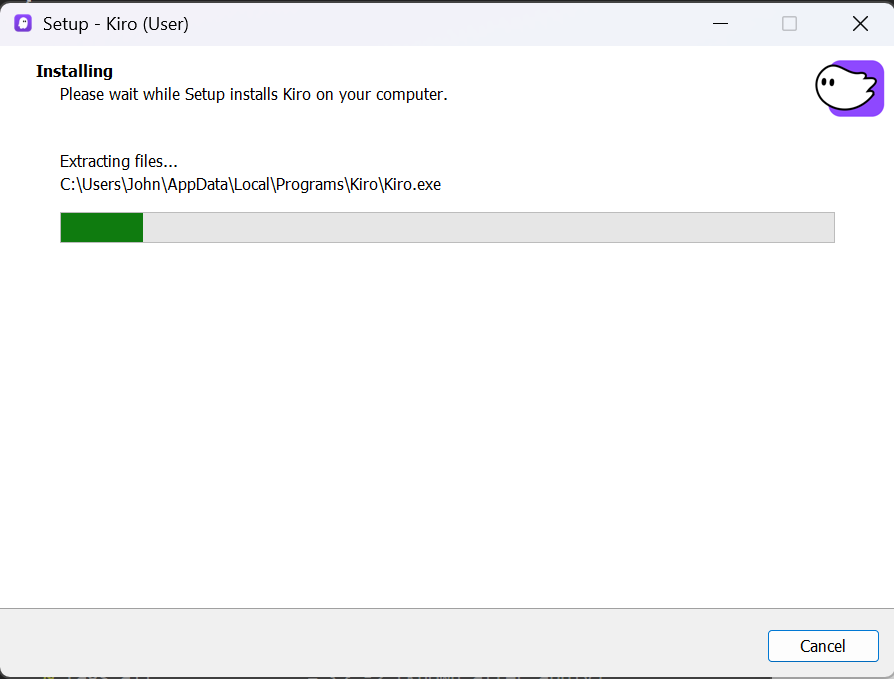 Setup - Kiro (User)
Installing
Please wait while Setup installs Kiro on your computer.
Extracting files...
C:\Users\John\AppData\Local\Programs\Kiro\Kiro.exe
Cancel